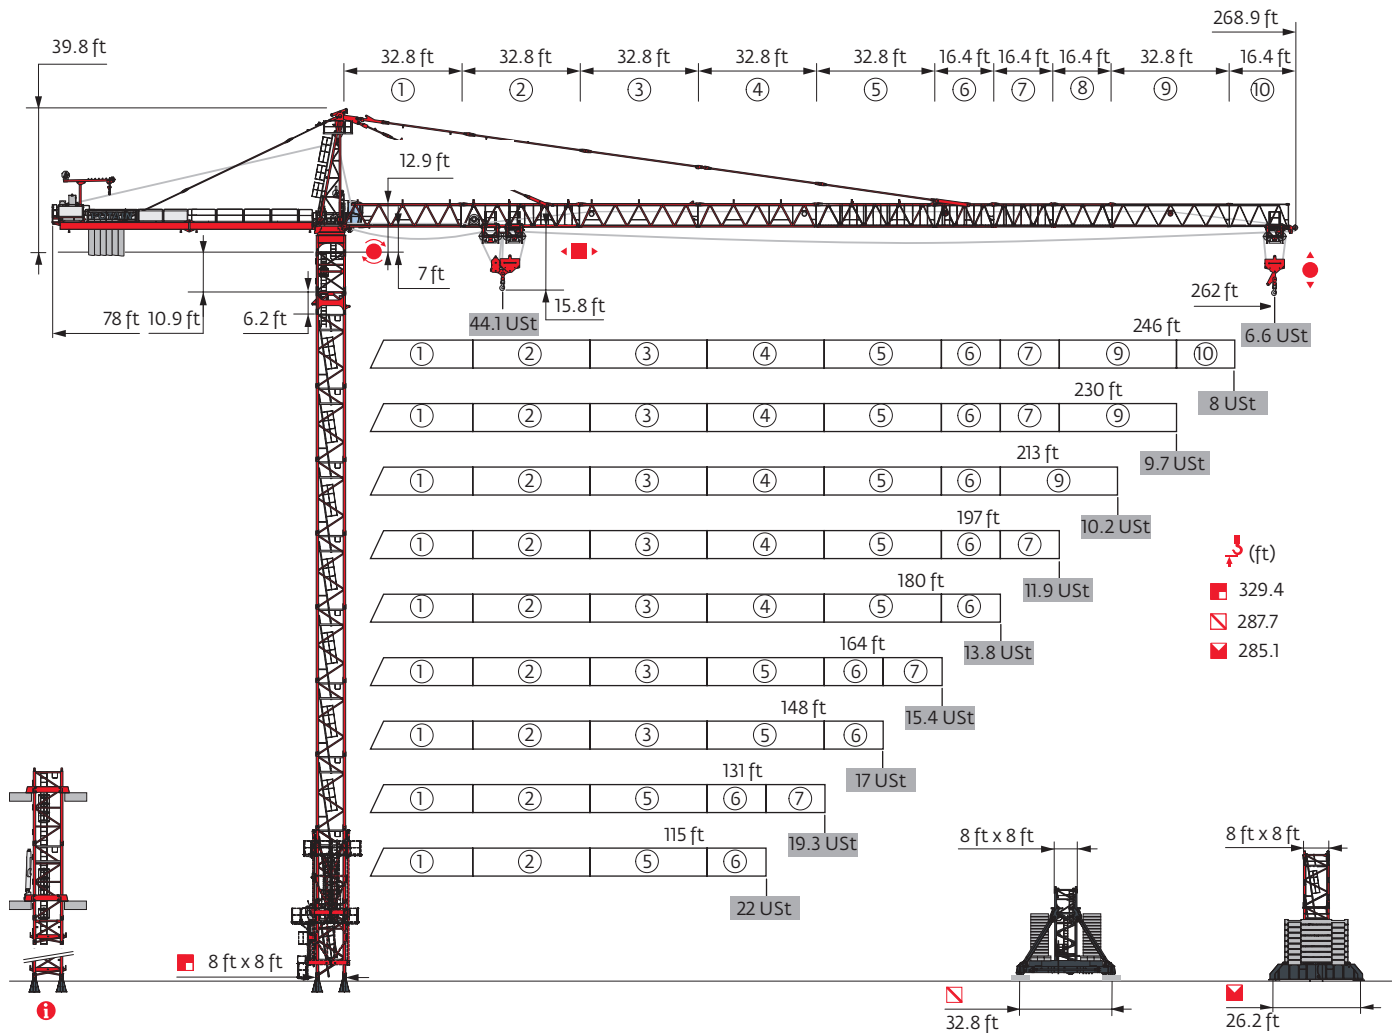 268.9 ft
39.8 ft
32.8 ft 32.8 ft 32.8 ft 32.8 ft 32.8 ft 16.4 ft 16.4 ft 16.4 ft 32.8 ft 16.4 ft
① ② ③ ④ ⑤ ⑥ ⑦ ⑧ ⑨ ⑩
12.9 ft
7 ft
15.8 ft
262 ft
78 ft 10.9 ft 6.2 ft
44.1 USt
6.6 USt
246 ft
① ② ③ ④ ⑤ ⑥ ⑦ ⑨ ⑩
8 USt
230 ft
① ② ③ ④ ⑤ ⑥ ⑦ ⑨
9.7 USt
213 ft
① ② ③ ④ ⑤ ⑥ ⑨
10.2 USt
197 ft
① ② ③ ④ ⑤ ⑥ ⑦
11.9 USt
180 ft
① ② ③ ④ ⑤ ⑥
13.8 USt
164 ft
① ② ③ ⑤ ⑥ ⑦
15.4 USt
148 ft
① ② ③ ⑤ ⑥
17 USt
131 ft
① ② ⑤ ⑥ ⑦
19.3 USt
115 ft
① ② ⑤ ⑥
22 USt
(ft)
329.4
287.7
285.1
8 ft x 8 ft
8 ft x 8 ft
8 ft x 8 ft
i
32.8 ft
26.2 ft